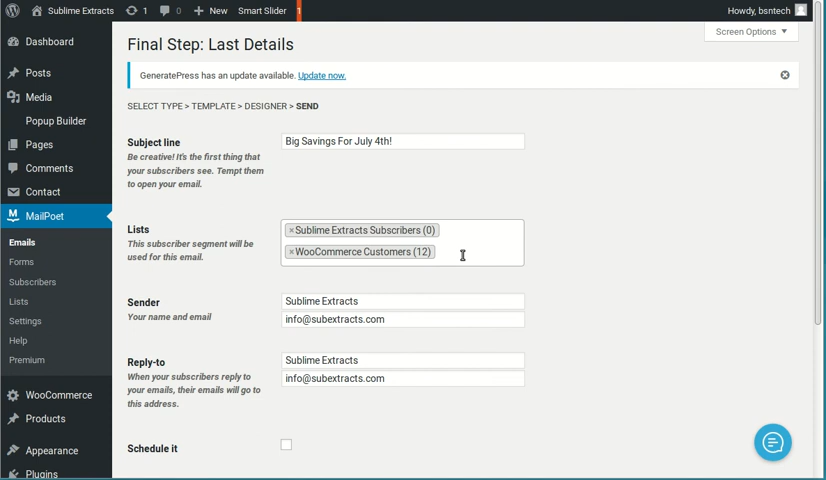 Sublime Extracts 1 0 New Smart Slider 1 Howdy, bsntech
Dashboard
Posts
Media
Popup Builder
Pages
Comments
Contact
MailPoet
Emails
Forms
Subscribers
Lists
Settings
Help
Premium
WooCommerce
Products
Appearance
Plugins
Final Step: Last Details
Screen Options
GeneratePress has an update available. Update now.
SELECT TYPE > TEMPLATE > DESIGNER > SEND
Subject line
Be creative! It's the first thing that
your subscribers see. Tempt them
to open your email.
Big Savings For July 4th!
Lists
This subscriber segment will be
used for this email.
×Sublime Extracts Subscribers (0)
×WooCommerce Customers (12)
Sender
Your name and email
Sublime Extracts
info@subextracts.com
Reply-to
When your subscribers reply to
your emails, their emails will go to
this address.
Sublime Extracts
info@subextracts.com
Schedule it